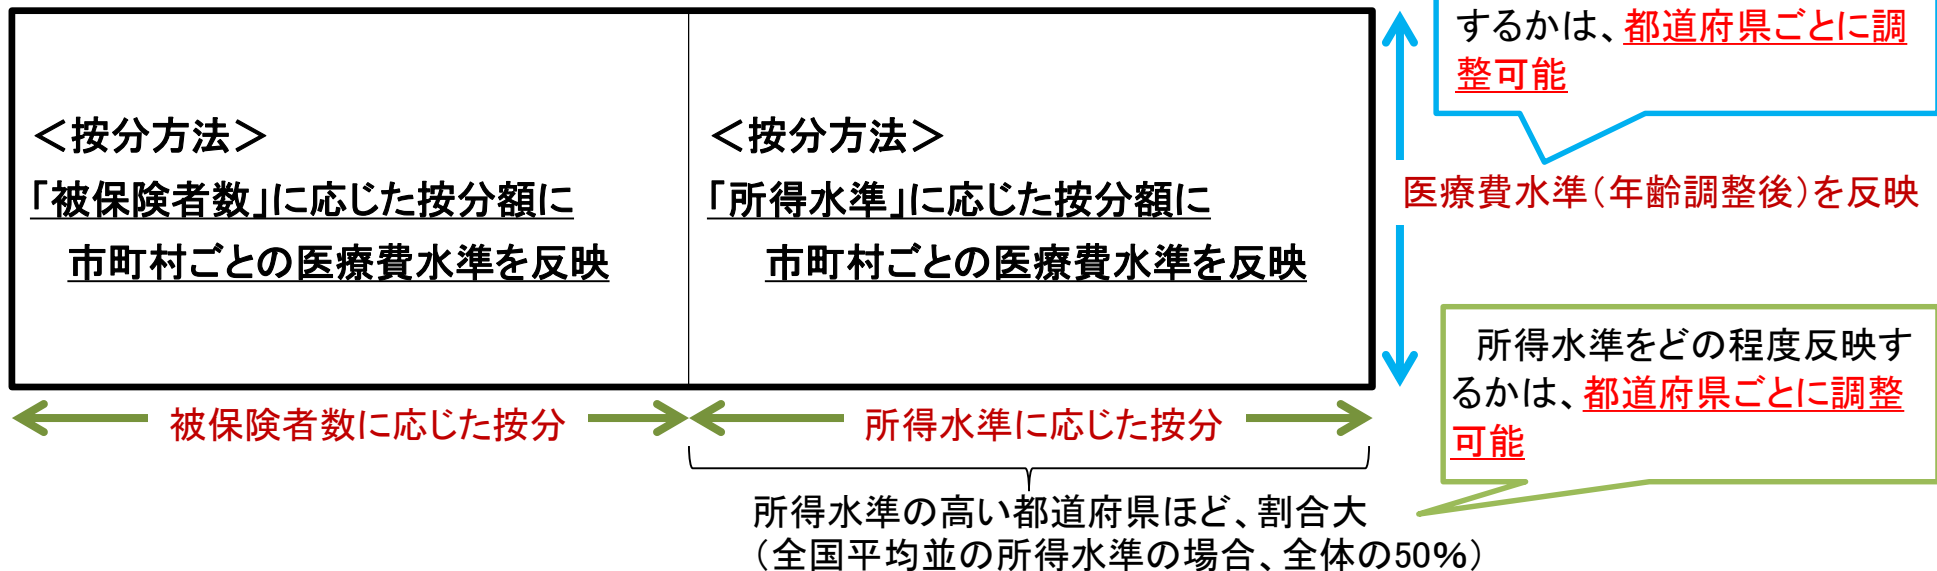 ＜按分方法＞
「被保険者数」に応じた按分額に
市町村ごとの医療費水準を反映
＜按分方法＞
「所得水準」に応じた按分額に
市町村ごとの医療費水準を反映
するかは、都道府県ごとに調
整可能
医療費水準（年齢調整後）を反映
所得水準をどの程度反映す
るかは、都道府県ごとに調整
可能
被保険者数に応じた按分
所得水準に応じた按分
所得水準の高い都道府県ほど、割合大
（全国平均並の所得水準の場合、全体の50%）